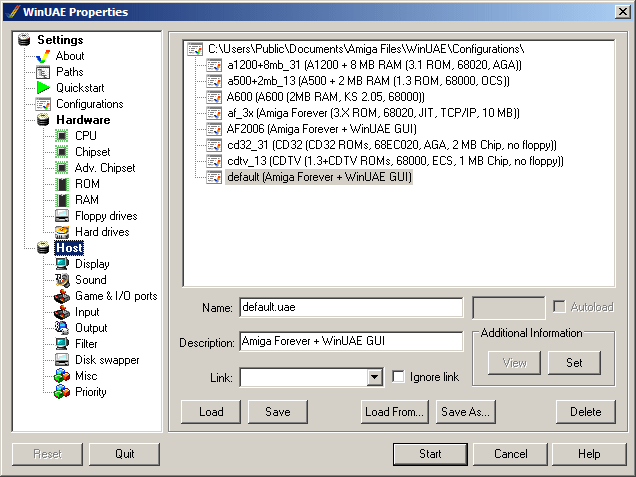 WinUAE Properties
Settings
About
Paths
Quickstart
Configurations
Hardware
CPU
Chipset
Adv. Chipset
ROM
RAM
Floppy drives
Hard drives
Host
Display
Sound
Game & I/O ports
Input
Output
Filter
Disk swapper
Misc
Priority
C:\Users\Public\Documents\Amiga Files\WinUAE\Configurations\
a1200+8mb_31 (A1200 + 8 MB RAM (3.1 ROM, 68020, AGA))
a500+2mb_13 (A500 + 2 MB RAM (1.3 ROM, 68000, OCS))
A600 (A600 (2MB RAM, KS 2.05, 68000))
af_3x (Amiga Forever (3.X ROM, 68020, JIT, TCP/IP, 10 MB))
AF2006 (Amiga Forever + WinUAE GUI)
cd32_31 (CD32 (CD32 ROMs, 68EC020, AGA, 2 MB Chip, no floppy))
cdtv_13 (CDTV (1.3+CDTV ROMs, 68000, ECS, 1 MB Chip, no floppy))
default (Amiga Forever + WinUAE GUI)
Name: default.uae
Autoload
Description: Amiga Forever + WinUAE GUI
Additional Information
View Set
Link:
Ignore link
Load Save Load From... Save As... Delete
Reset Quit Start Cancel Help